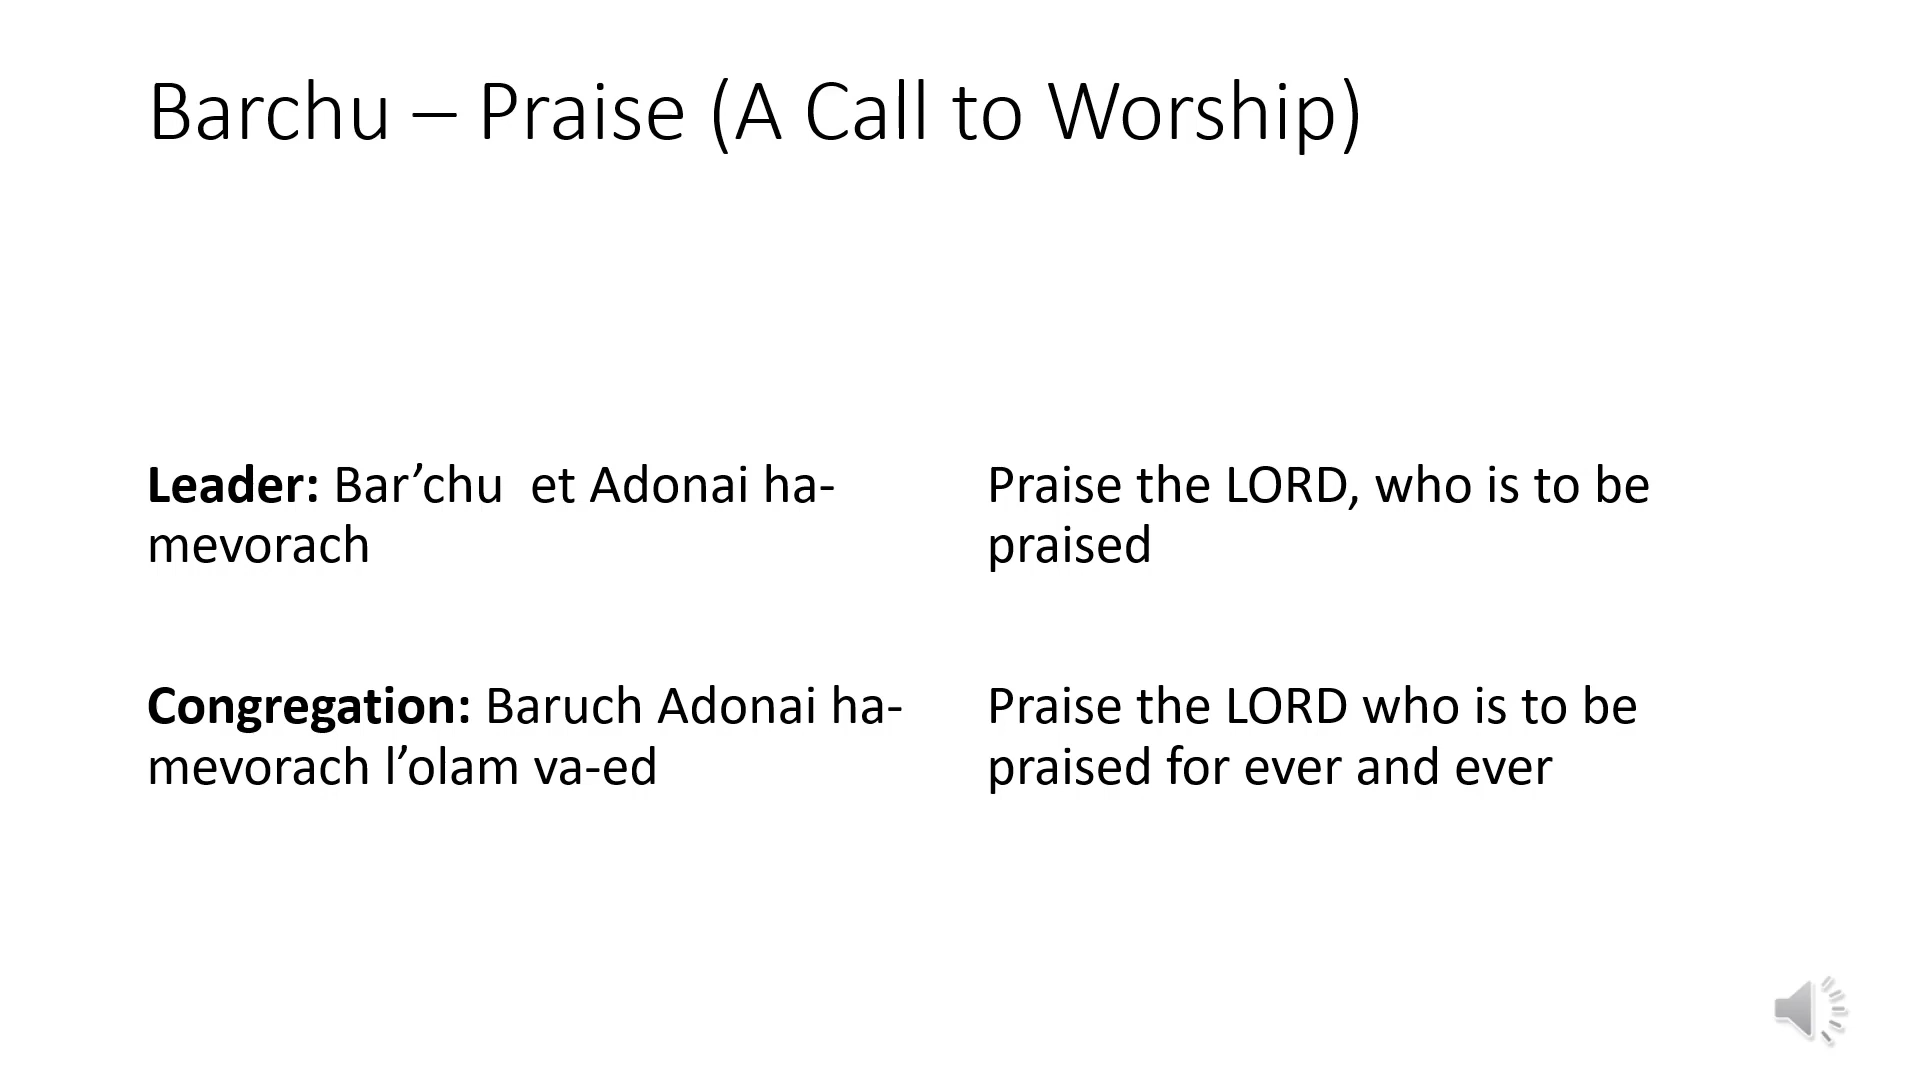 Barchu – Praise (A Call to Worship)
Leader: Bar’chu  et Adonai ha-
mevorach
Praise the LORD, who is to be
praised
Congregation: Baruch Adonai ha-
mevorach l’olam va-ed
Praise the LORD who is to be
praised for ever and ever